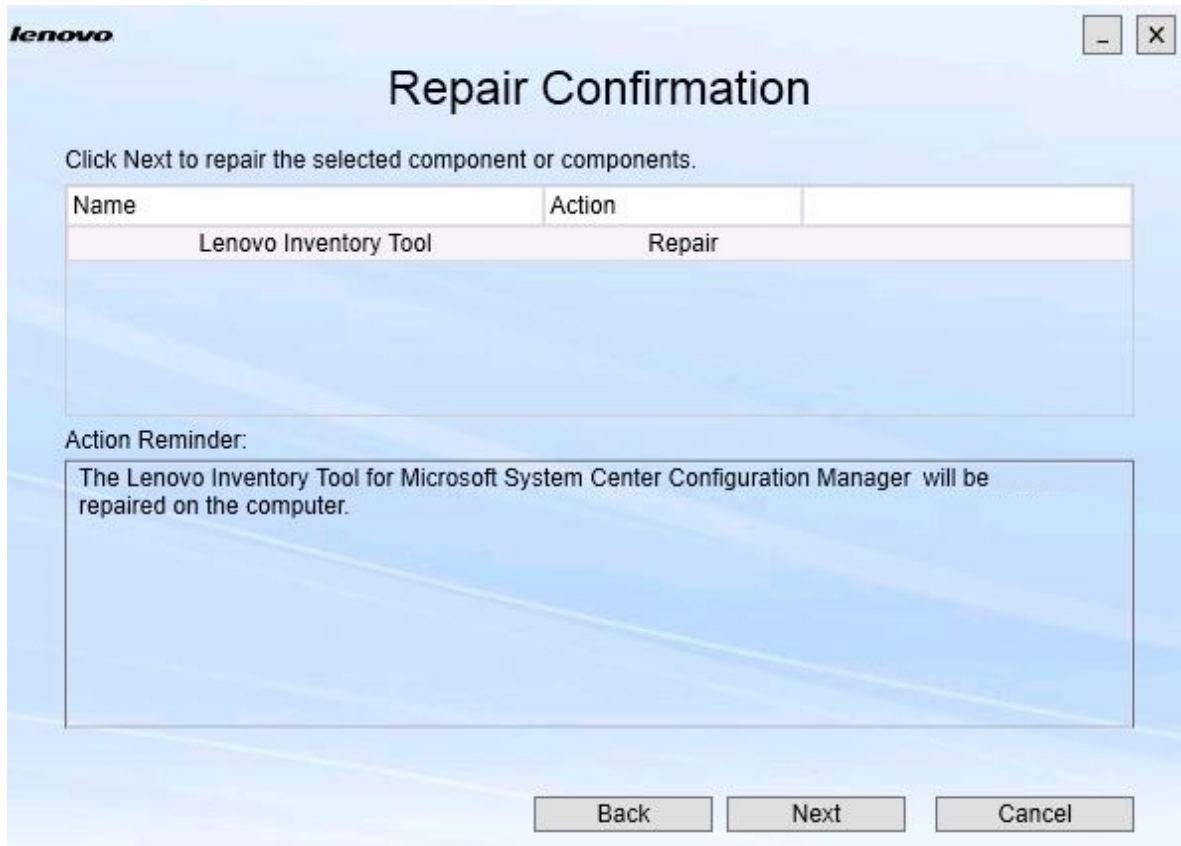 lenovo
_ X
Repair Confirmation
Click Next to repair the selected component or components.
Name Action
Lenovo Inventory Tool Repair
Action Reminder:
The Lenovo Inventory Tool for Microsoft System Center Configuration Manager will be
repaired on the computer.
Back Next Cancel